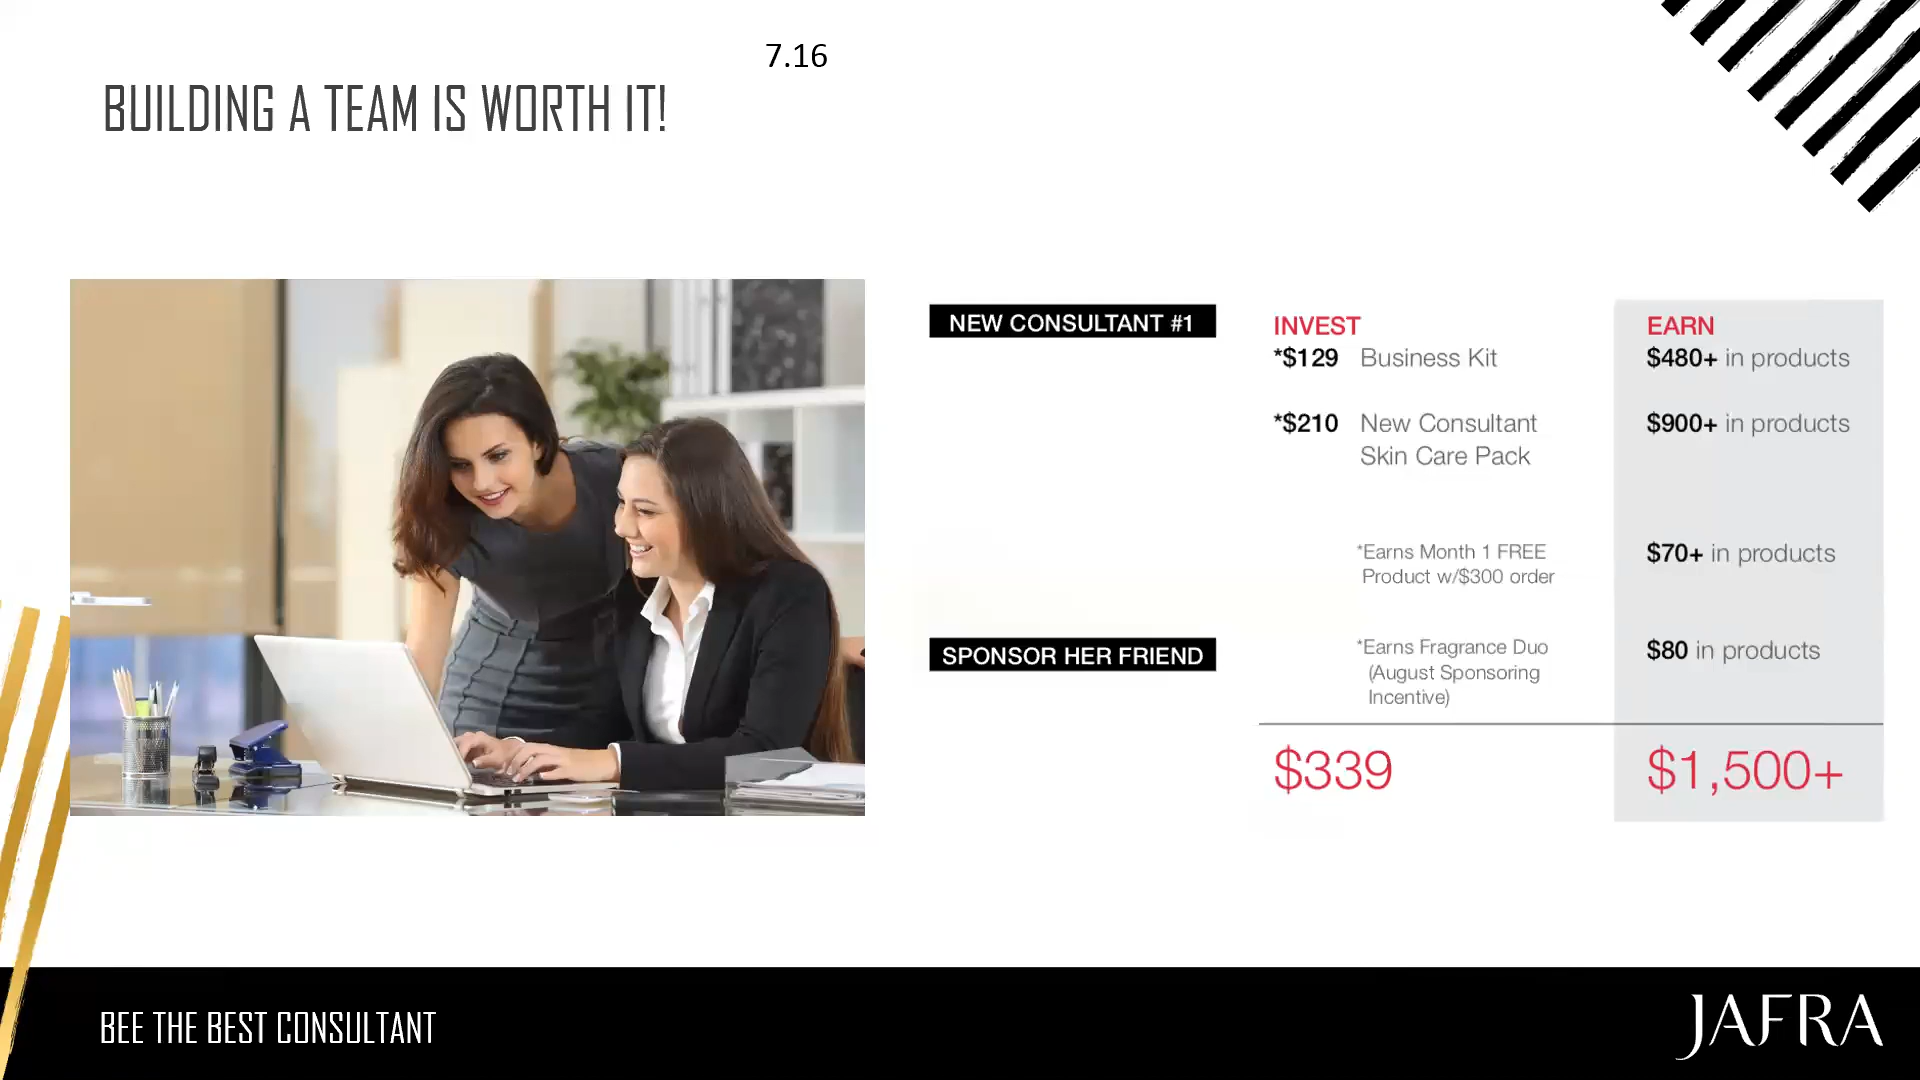 7.16
BUILDING A TEAM IS WORTH IT!
NEW CONSULTANT #1
INVEST
EARN
*$129 Business Kit
$480+ in products
*$210 New Consultant
Skin Care Pack
$900+ in products
*Earns Month 1 FREE
Product w/$300 order
$70+ in products
SPONSOR HER FRIEND
*Earns Fragrance Duo
(August Sponsoring
Incentive)
$80 in products
$339
$1,500+
BEE THE BEST CONSULTANT
JAFRA